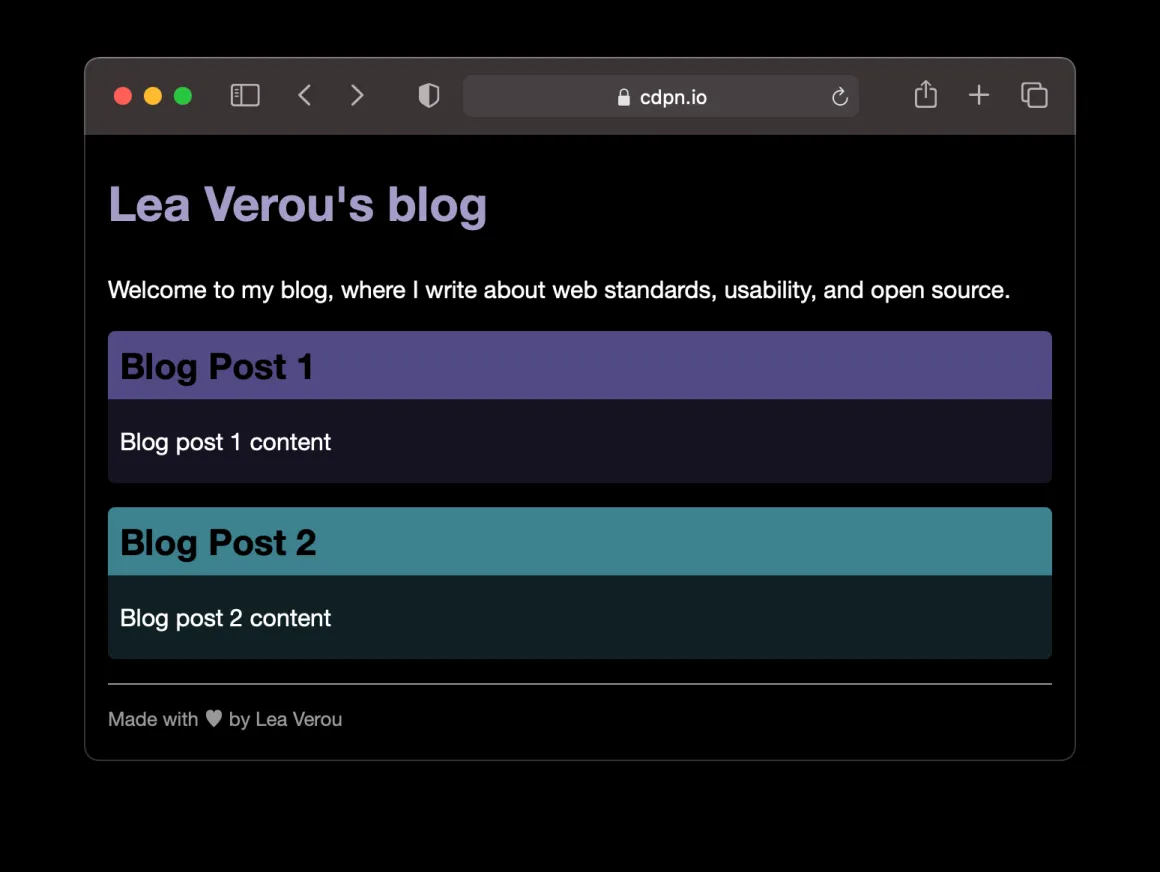 cdpn.io
Lea Verou's blog
Welcome to my blog, where I write about web standards, usability, and open source.
Blog Post 1
Blog post 1 content
Blog Post 2
Blog post 2 content
Made with ♥ by Lea Verou